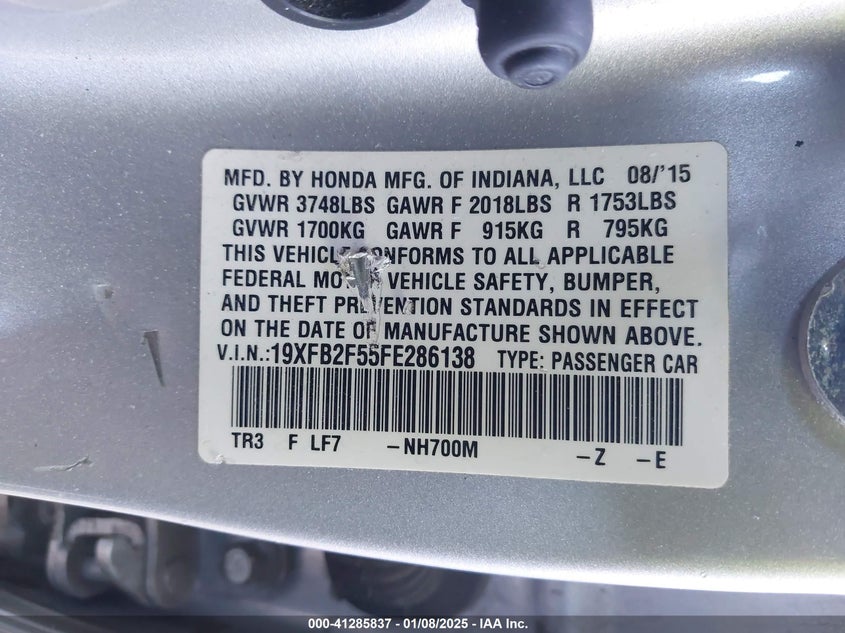 MFD. BY HONDA MFG. OF INDIANA, LLC 08/'15
GVWR 3748LBS GAWR F 2018LBS R 1753LBS
GVWR 1700KG GAWR F 915KG R 795KG
THIS VEHICLE CONFORMS TO ALL APPLICABLE
FEDERAL MOTOR VEHICLE SAFETY, BUMPER,
AND THEFT PREVENTION STANDARDS IN EFFECT
ON THE DATE OF MANUFACTURE SHOWN ABOVE.
V.I.N.:19XFB2F55FE286138 TYPE: PASSENGER CAR
TR3 F LF7 -NH700M -Z -E
000-41285837 - 01/08/2025 - IAA Inc.